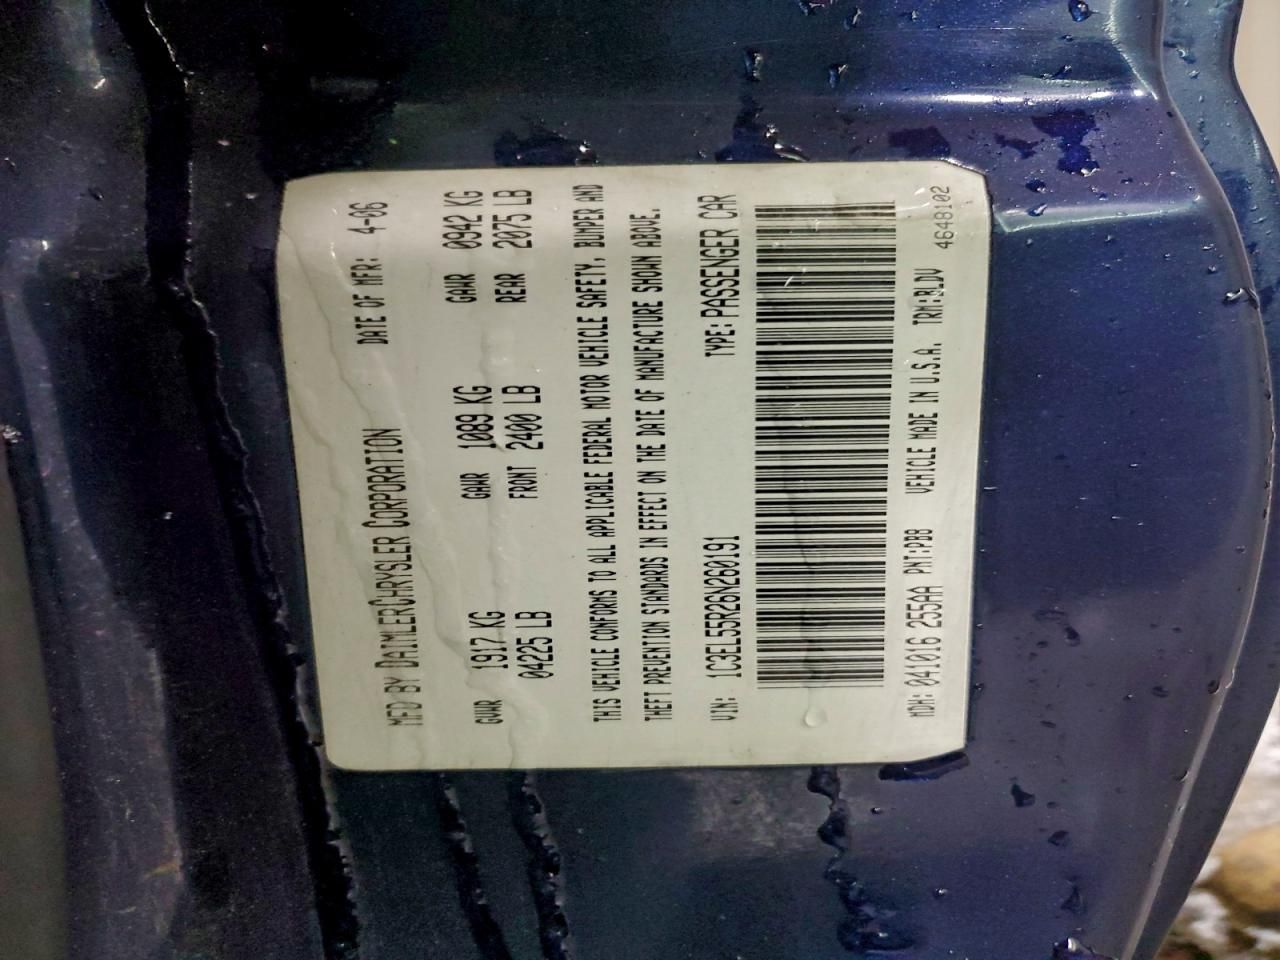 MFD BY DAIMLERCHRYSLER CORPORATION DATE OF MFR: 4-06
GVWR 1917 KG GAWR 1089 KG GAWR 0942 KG
04225 LB FRONT 2400 LB REAR 2075 LB
THIS VEHICLE CONFORMS TO ALL APPLICABLE FEDERAL MOTOR VEHICLE SAFETY, BUMPER AND
THEFT PREVENTION STANDARDS IN EFFECT ON THE DATE OF MANUFACTURE SHOWN ABOVE.
VIN: 1C3EL55R26N260191 TYPE: PASSENGER CAR
MDH: 041016 255AA PNT:PB8 VEHICLE MADE IN U.S.A. TRM:BLDV 4648102